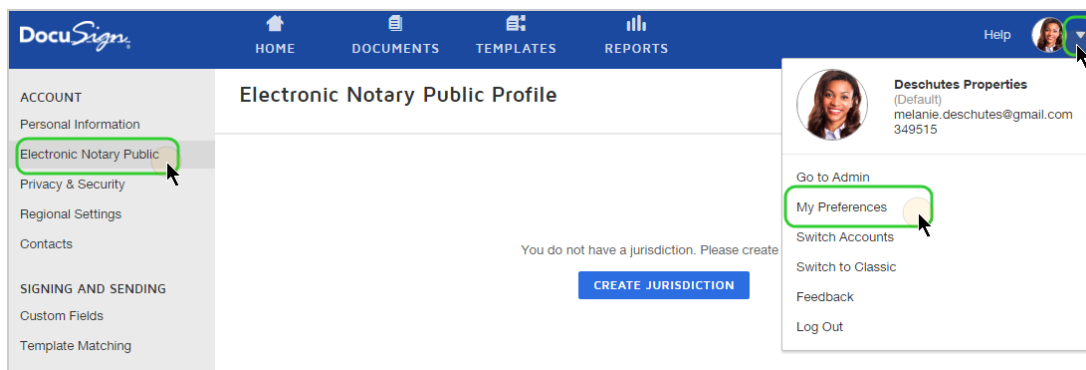 DocuSign
HOME
DOCUMENTS
TEMPLATES
REPORTS
Help
ACCOUNT
Personal Information
Electronic Notary Public
Privacy & Security
Regional Settings
Contacts
SIGNING AND SENDING
Custom Fields
Template Matching
Electronic Notary Public Profile
You do not have a jurisdiction. Please create
CREATE JURISDICTION
Deschutes Properties
(Default)
melanie.deschutes@gmail.com
349515
Go to Admin
My Preferences
Switch Accounts
Switch to Classic
Feedback
Log Out